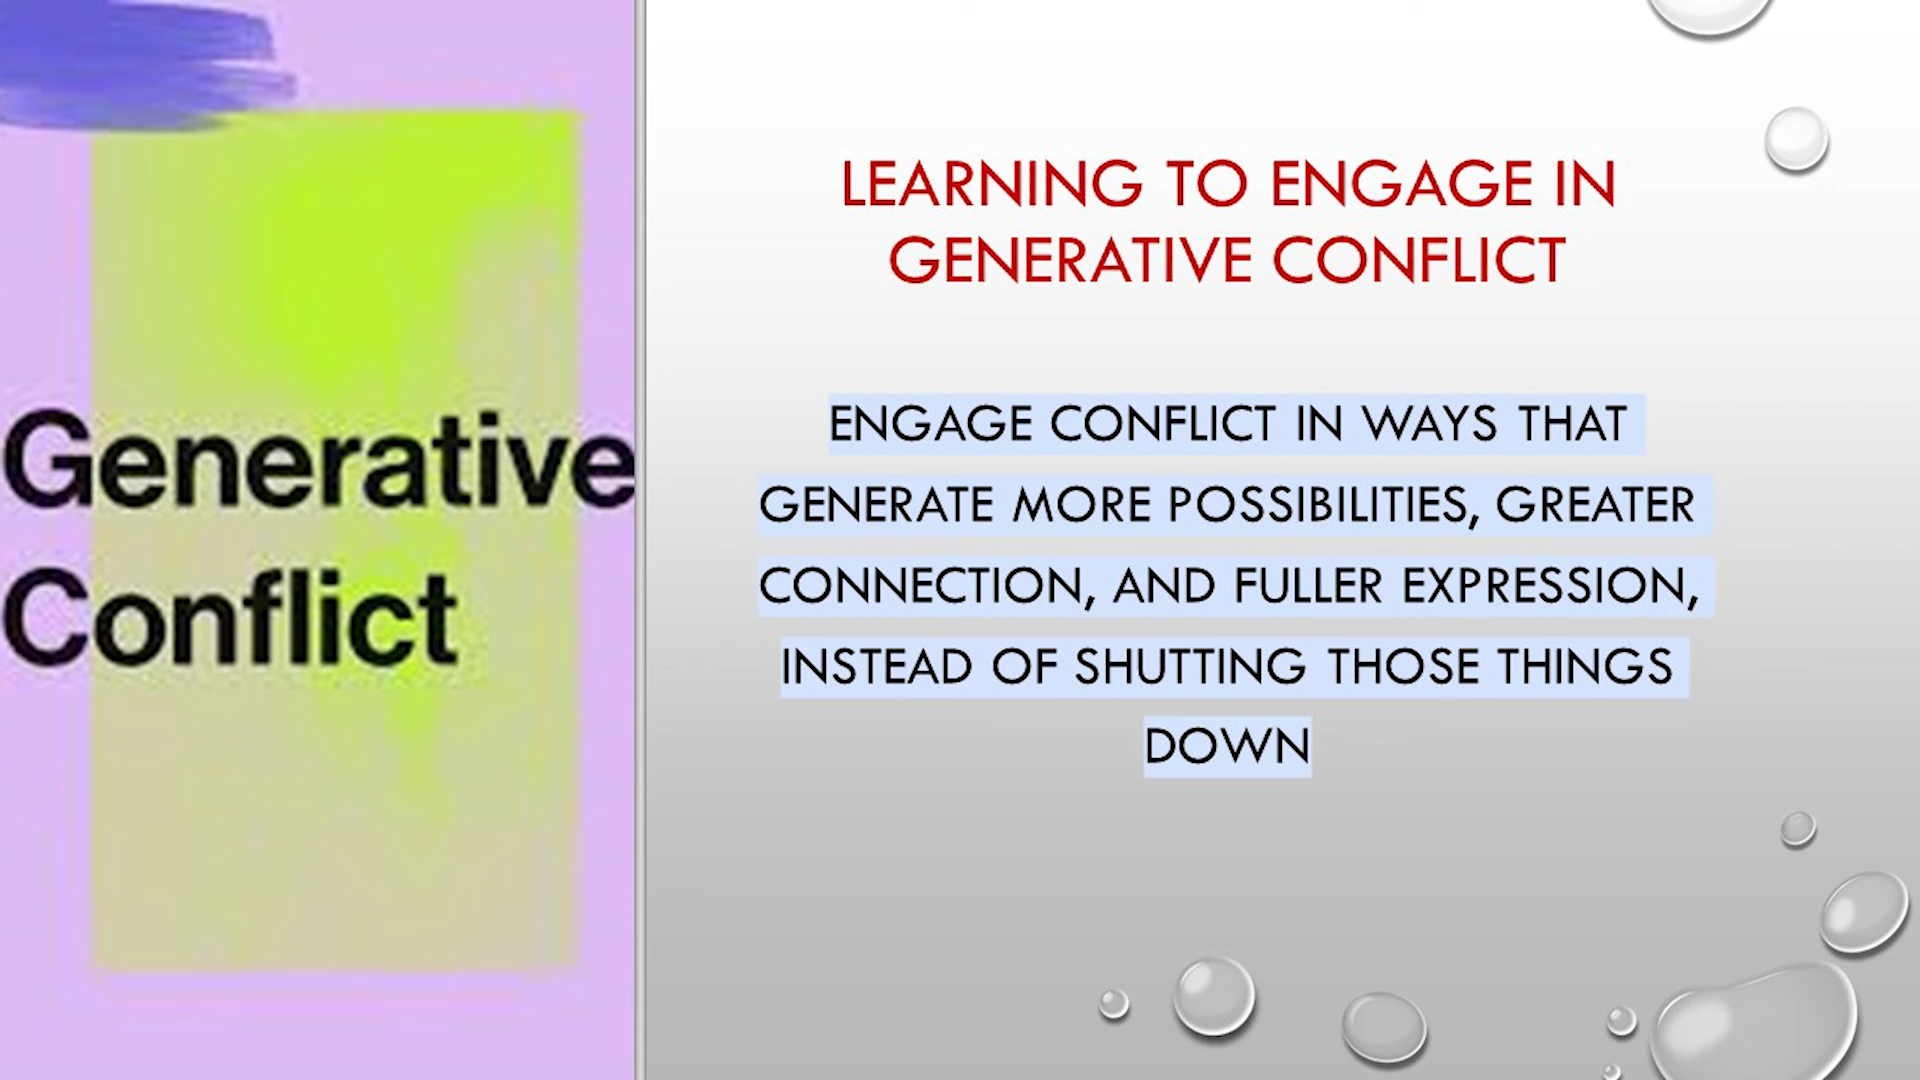 Generative
Conflict
LEARNING TO ENGAGE IN
GENERATIVE CONFLICT
ENGAGE CONFLICT IN WAYS THAT
GENERATE MORE POSSIBILITIES, GREATER
CONNECTION, AND FULLER EXPRESSION,
INSTEAD OF SHUTTING THOSE THINGS
DOWN